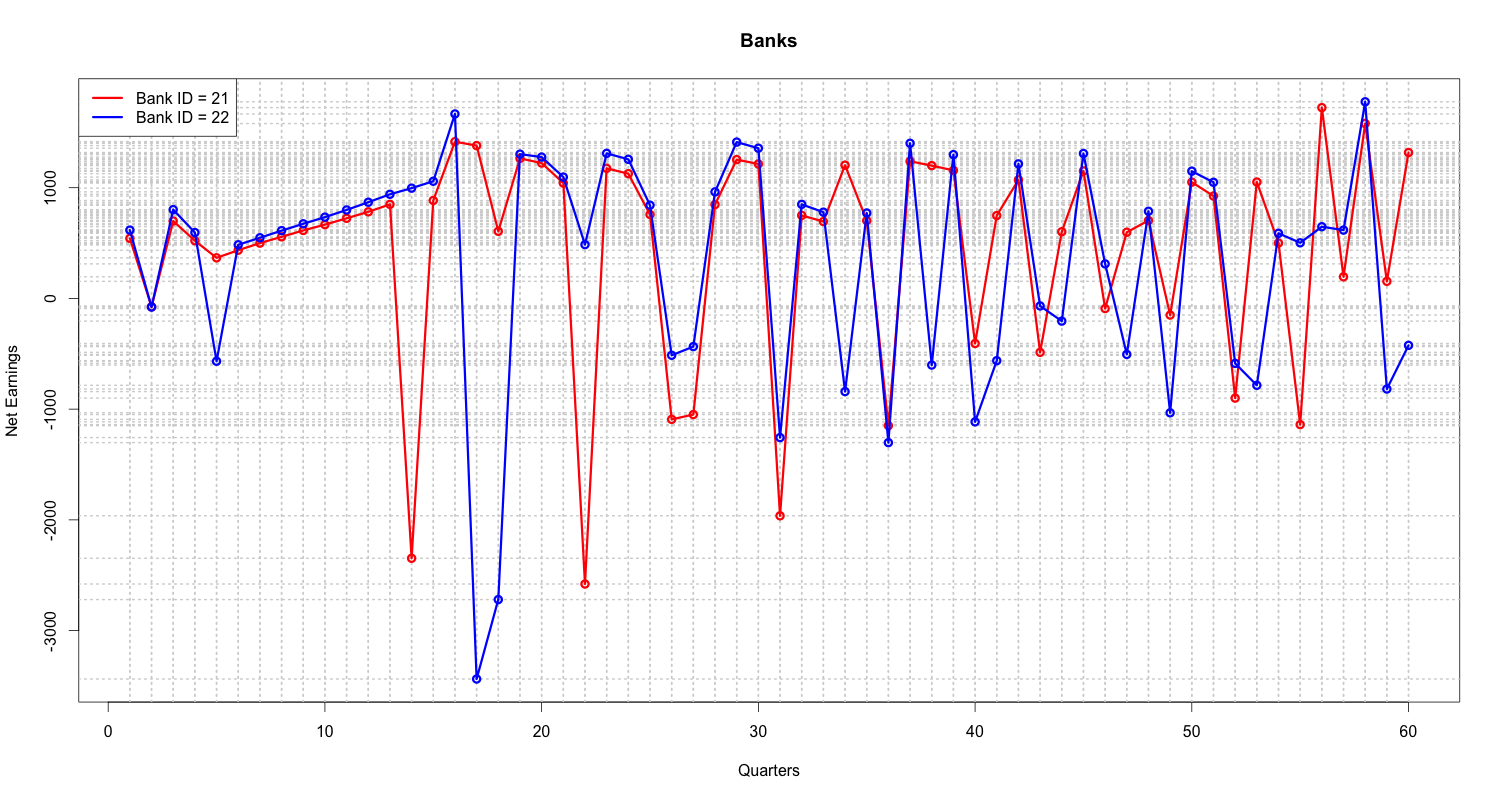 Banks
Bank ID = 21
Bank ID = 22
Net Earnings
1000
0
-1000
-2000
-3000
0 10 20 30 40 50 60
Quarters